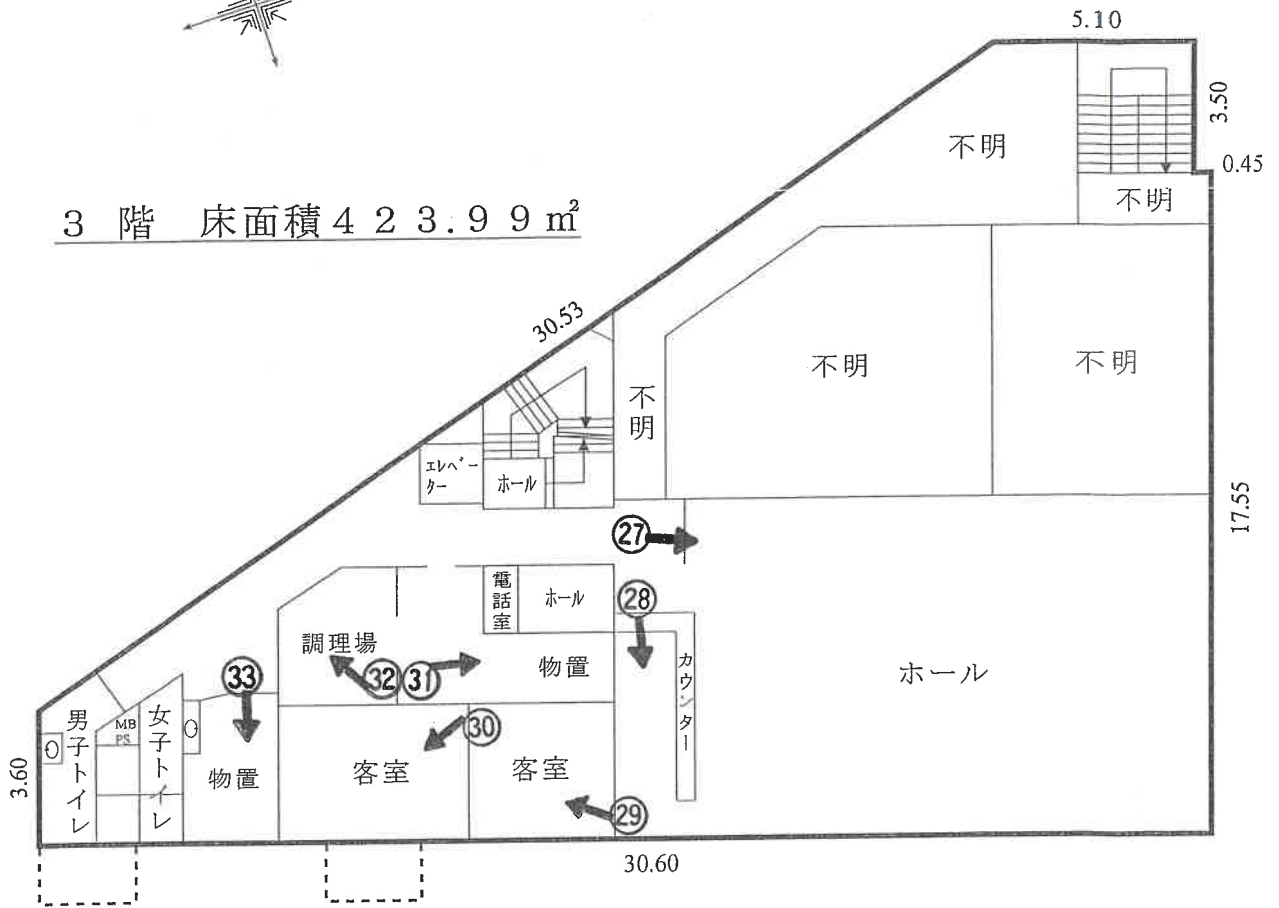 5.10
3.50
0.45
不明
不明
3 階 床面積423.99㎡
30.53
不明
不明
不明
エレベーター
ホール
17.55
27
28
電話室
ホール
調理場
33
32
31
物置
カウンター
ホール
男子トイレ
MB
PS
女子トイレ
物置
30
客室
客室
29
3.60
30.60